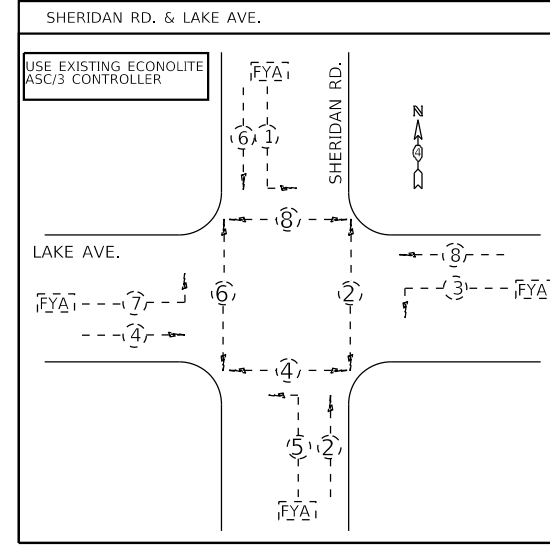 SHERIDAN RD. & LAKE AVE.
USE EXISTING ECONOLITE
ASC/3 CONTROLLER
FYA
SHERIDAN RD.
N
4
6 1
8
LAKE AVE.
8
FYA 7
6
2
3 FYA
4
4
5 2
FYA